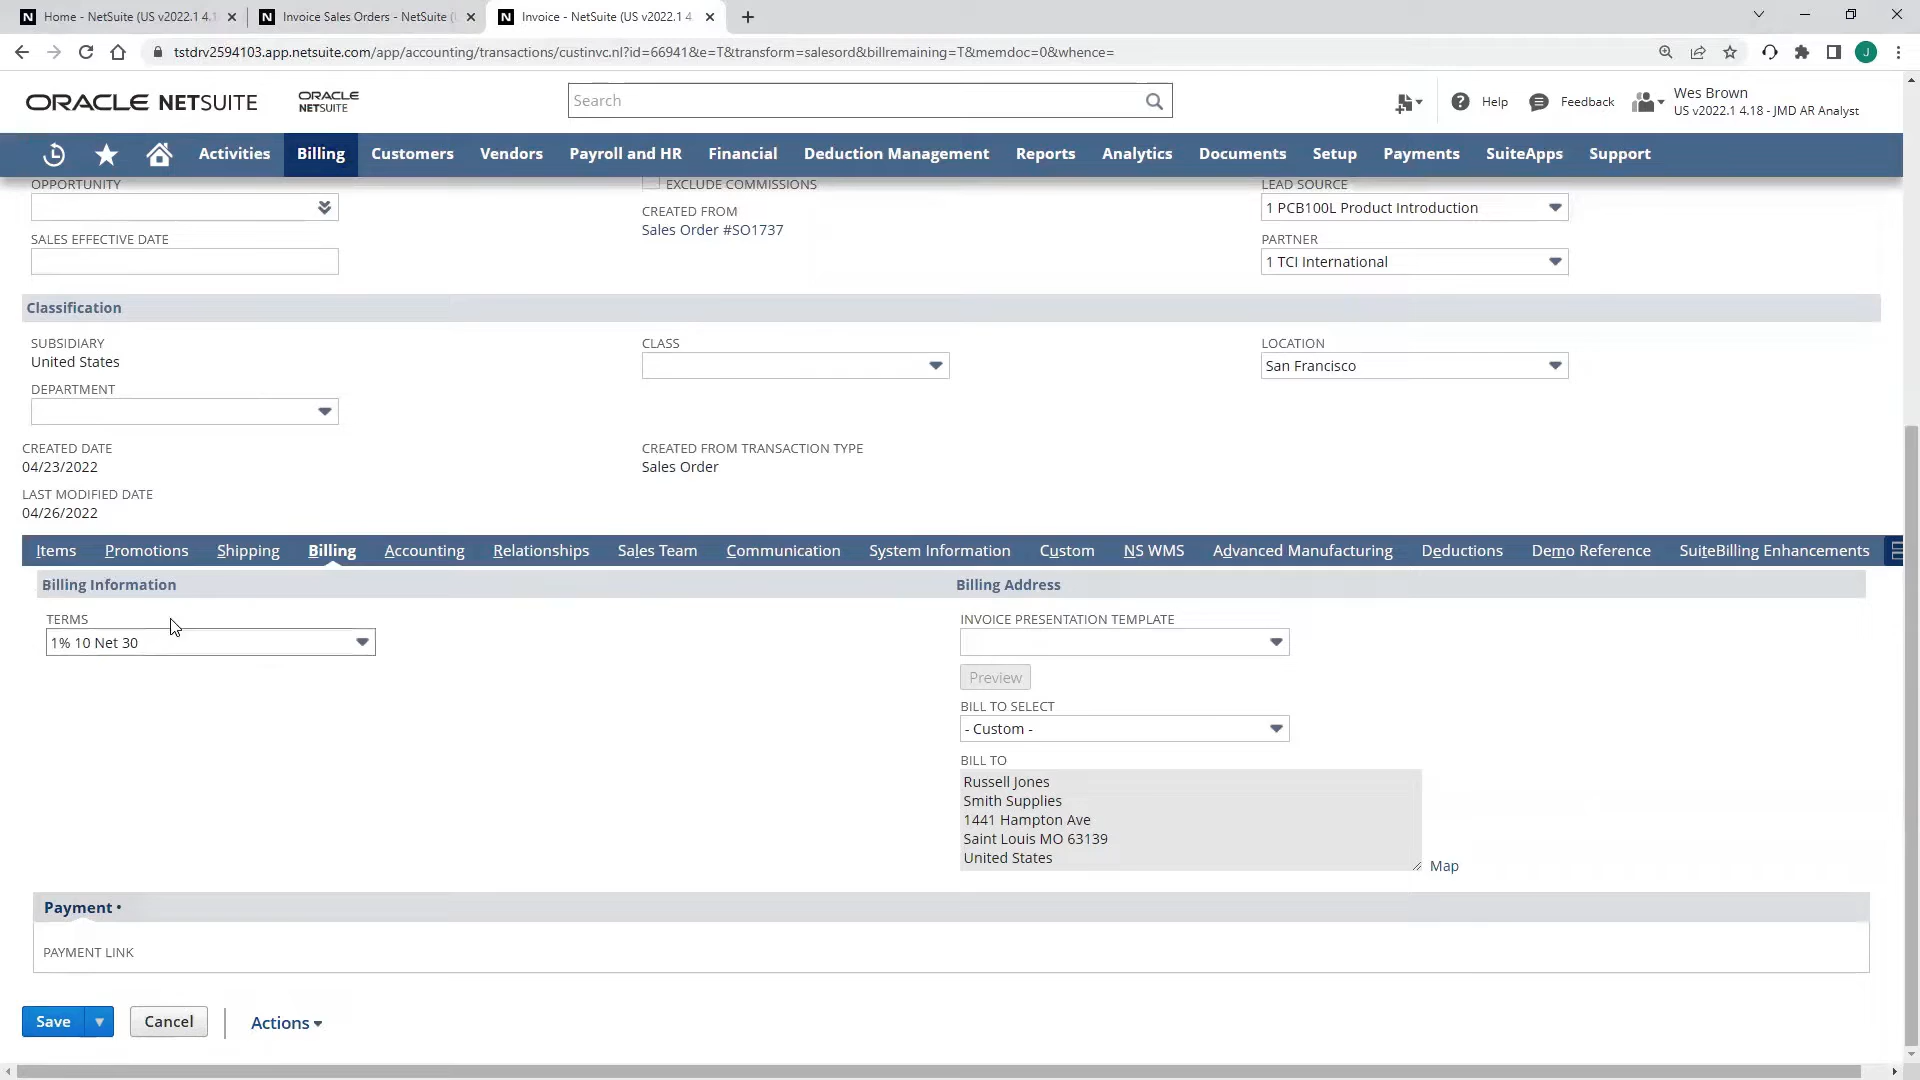 Home - NetSuite (US v2022.1 4.1
Invoice Sales Orders - NetSuite (
Invoice - NetSuite (US v2022.1 4
tstdrv2594103.app.netsuite.com/app/accounting/transactions/custinvc.nl?id=66941&e=T&transform=salesord&billremaining=T&memdoc=0&whence=
J
ORACLE NETSUITE
ORACLE
NETSUITE
Search
Help
Feedback
Wes Brown
US v2022.1 4.18 - JMD AR Analyst
Activities Billing Customers Vendors Payroll and HR Financial Deduction Management Reports Analytics Documents Setup Payments SuiteApps Support
OPPORTUNITY
SALES EFFECTIVE DATE
EXCLUDE COMMISSIONS
CREATED FROM
Sales Order #SO1737
LEAD SOURCE
1 PCB100L Product Introduction
PARTNER
1 TCI International
Classification
SUBSIDIARY
United States
DEPARTMENT
CLASS
LOCATION
San Francisco
CREATED DATE
04/23/2022
CREATED FROM TRANSACTION TYPE
Sales Order
LAST MODIFIED DATE
04/26/2022
Items Promotions Shipping Billing Accounting Relationships Sales Team Communication System Information Custom NS WMS Advanced Manufacturing Deductions Demo Reference SuiteBilling Enhancements
Billing Information
TERMS
1% 10 Net 30
Billing Address
INVOICE PRESENTATION TEMPLATE
Preview
BILL TO SELECT
- Custom -
BILL TO
Russell Jones
Smith Supplies
1441 Hampton Ave
Saint Louis MO 63139
United States
Map
Payment •
PAYMENT LINK
Save
Cancel
Actions